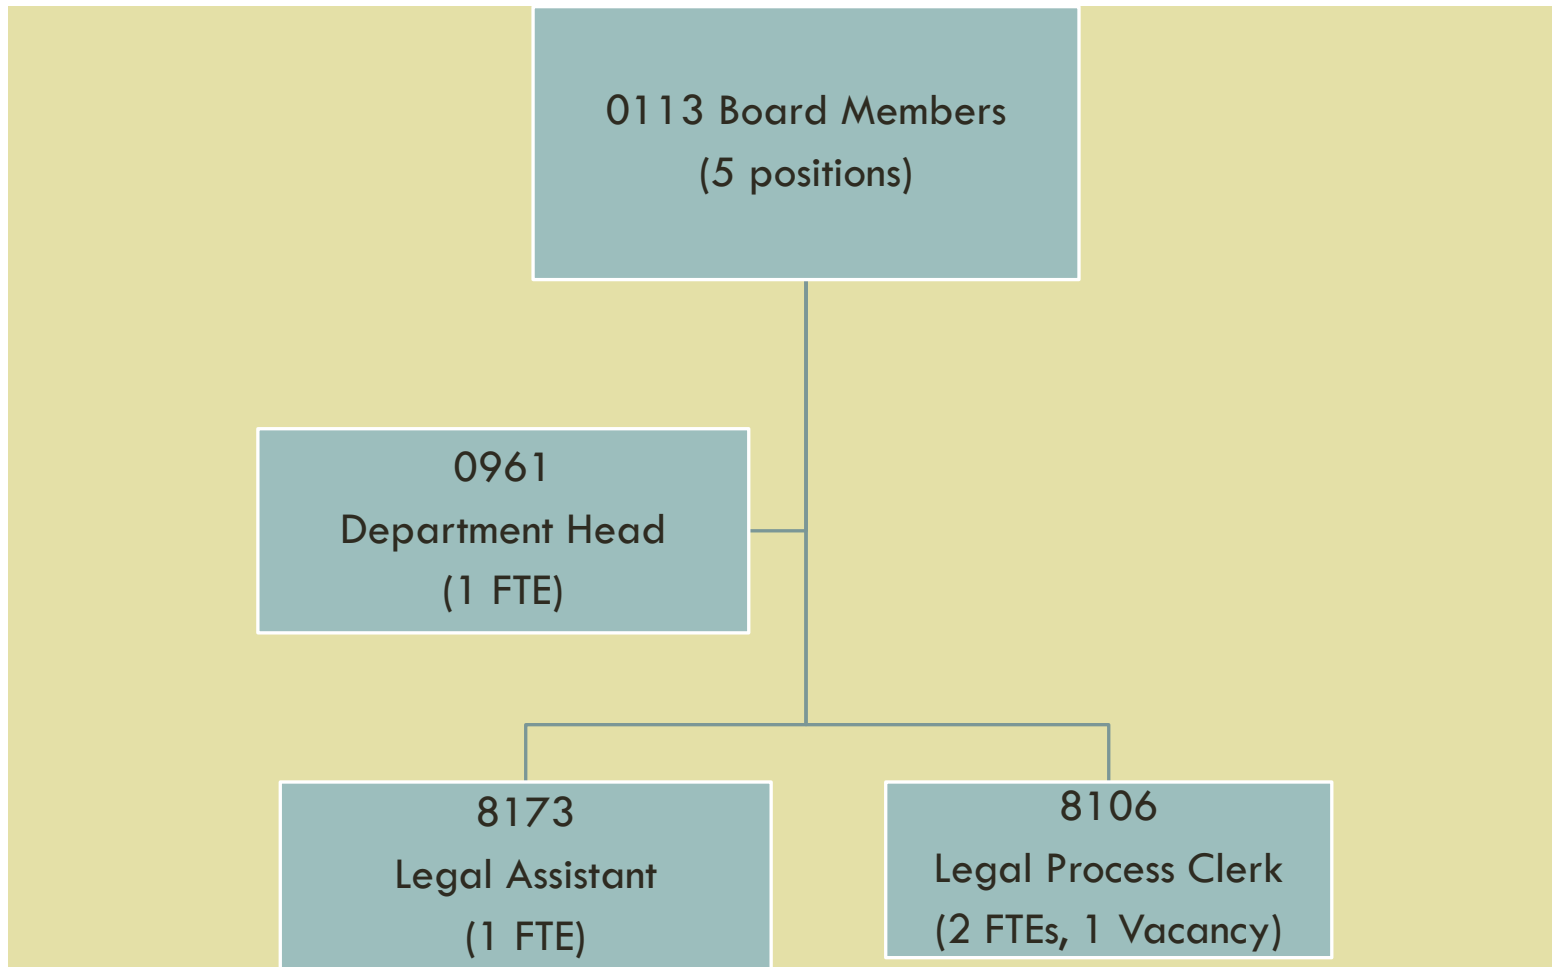 0113 Board Members
(5 positions)
0961
Department Head
(1 FTE)
8173
Legal Assistant
(1 FTE)
8106
Legal Process Clerk
(2 FTEs, 1 Vacancy)